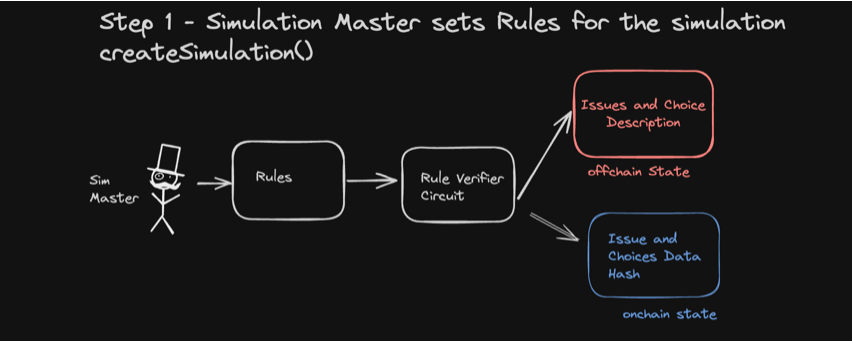 Step 1 - Simulation Master sets Rules for the simulation
createSimulation()
Issues and Choice
Description
Sim
Master
Rules
Rule Verifier
Circuit
offchain State
Issue and
Choices Data
Hash
onchain state